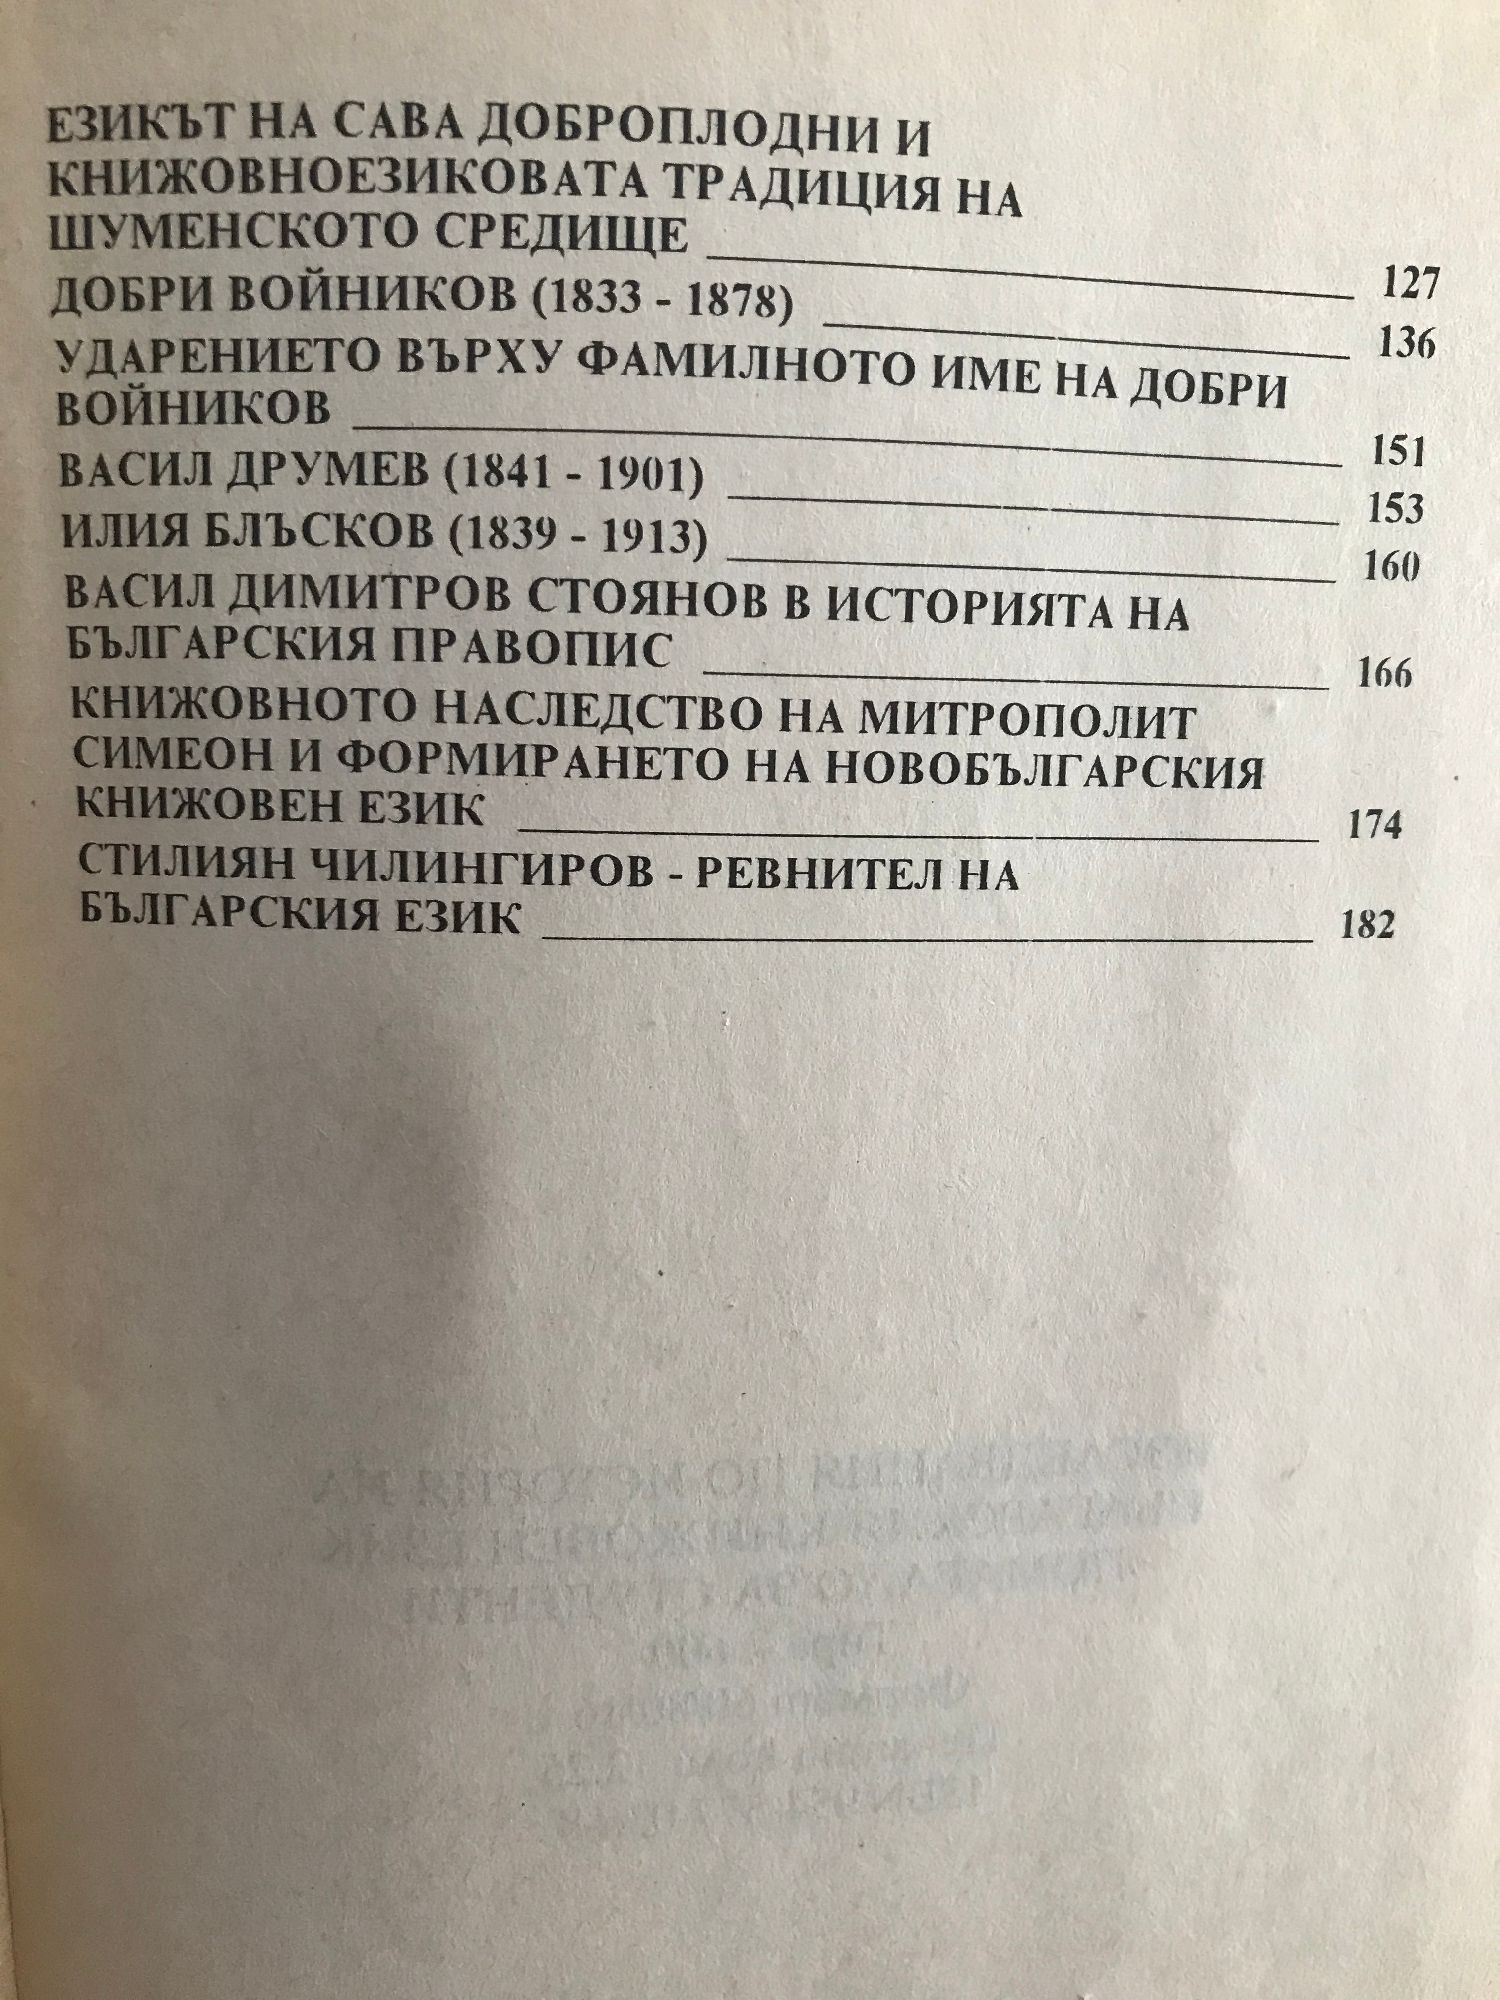 ЕЗИКЪТ НА САВА ДОБРОПЛОДНИ И
КНИЖОВНОЕЗИКОВАТА ТРАДИЦИЯ НА
ШУМЕНСКОТО СРЕДИЩЕ 127
ДОБРИ ВОЙНИКОВ (1833 - 1878) 136
УДАРЕНИЕТО ВЪРХУ ФАМИЛНОТО ИМЕ НА ДОБРИ
ВОЙНИКОВ 151
ВАСИЛ ДРУМЕВ (1841 - 1901) 153
ИЛИЯ БЛЪСКОВ (1839 - 1913) 160
ВАСИЛ ДИМИТРОВ СТОЯНОВ В ИСТОРИЯТА НА
БЪЛГАРСКИЯ ПРАВОПИС 166
КНИЖОВНОТО НАСЛЕДСТВО НА МИТРОПОЛИТ
СИМЕОН И ФОРМИРАНЕТО НА НОВОБЪЛГАРСКИЯ
КНИЖОВЕН ЕЗИК 174
СТИЛИЯН ЧИЛИНГИРОВ - РЕВНИТЕЛ НА
БЪЛГАРСКИЯ ЕЗИК 182